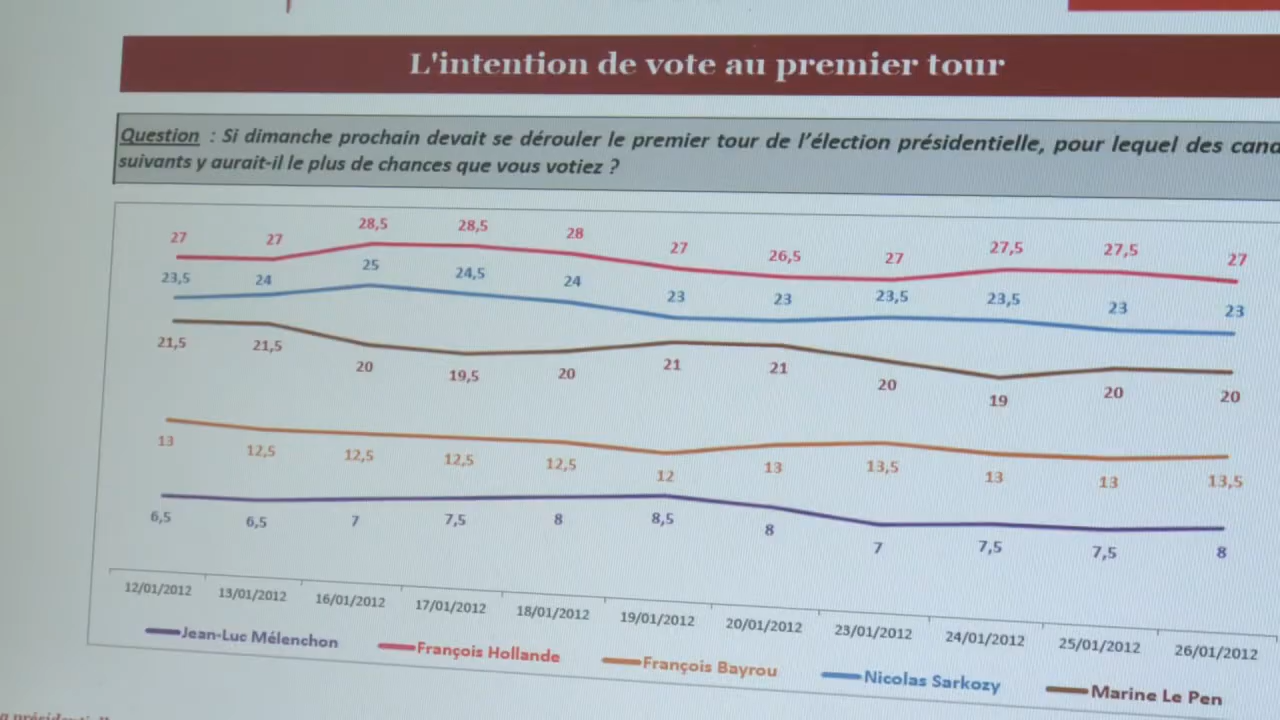 L'intention de vote au premier tour
Question : Si dimanche prochain devait se dérouler le premier tour de l'élection présidentielle, pour lequel des
suivants y aurait-il le plus de chances que vous votiez ?
27 27 28,5 28,5 28 27 26,5 27 27,5 27,5 27
23,5 24 25 24,5 24 23 23 23,5 23,5 23 23
21,5 21,5 20 19,5 20 21 21 20 19 20 20
13 12,5 12,5 12,5 12,5 12 13 13,5 13 13 13,5
6,5 6,5 7 7,5 8 8,5 8 7 7,5 7,5 8
12/01/2012 13/01/2012 16/01/2012 17/01/2012 18/01/2012 19/01/2012 20/01/2012 23/01/2012 24/01/2012 25/01/2012 26/01/2012
Jean-Luc Mélenchon François Hollande François Bayrou Nicolas Sarkozy Marine Le Pen